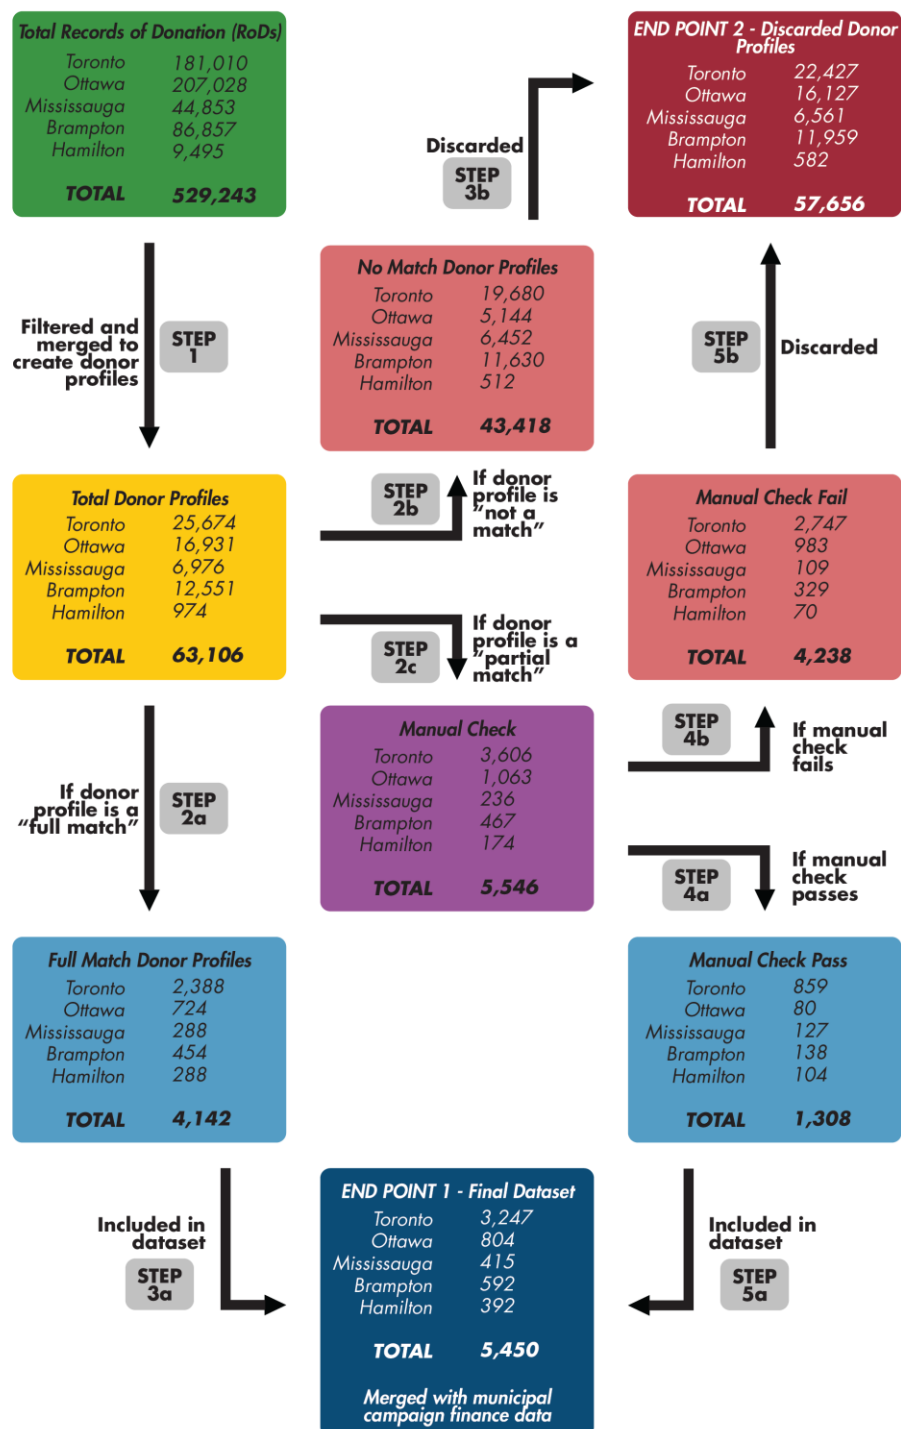 Total Records of Donation (RoDs)
Toronto 181,010
Ottawa 207,028
Mississauga 44,853
Brampton 86,857
Hamilton 9,495
TOTAL 529,243
END POINT 2 - Discarded Donor
Profiles
Toronto 22,427
Ottawa 16,127
Mississauga 6,561
Brampton 11,959
Hamilton 582
TOTAL 57,656
Discarded
STEP
3b
Filtered and
merged to
create donor
profiles
STEP
1
No Match Donor Profiles
Toronto 19,680
Ottawa 5,144
Mississauga 6,452
Brampton 11,630
Hamilton 512
TOTAL 43,418
STEP
5b
Discarded
Total Donor Profiles
Toronto 25,674
Ottawa 16,931
Mississauga 6,976
Brampton 12,551
Hamilton 974
TOTAL 63,106
STEP
2b
If donor
profile is
“not a
match”
STEP
2c
If donor
profile is a
“partial
match”
Manual Check Fail
Toronto 2,747
Ottawa 983
Mississauga 109
Brampton 329
Hamilton 70
TOTAL 4,238
If donor
profile is a
“full match”
STEP
2a
Manual Check
Toronto 3,606
Ottawa 1,063
Mississauga 236
Brampton 467
Hamilton 174
TOTAL 5,546
STEP
4b
If manual
check
fails
STEP
4a
If manual
check
passes
Full Match Donor Profiles
Toronto 2,388
Ottawa 724
Mississauga 288
Brampton 454
Hamilton 288
TOTAL 4,142
Manual Check Pass
Toronto 859
Ottawa 80
Mississauga 127
Brampton 138
Hamilton 104
TOTAL 1,308
Included in
dataset
STEP
3a
END POINT 1 - Final Dataset
Toronto 3,247
Ottawa 804
Mississauga 415
Brampton 592
Hamilton 392
TOTAL 5,450
Merged with municipal
campaign finance data
Included in
dataset
STEP
5a